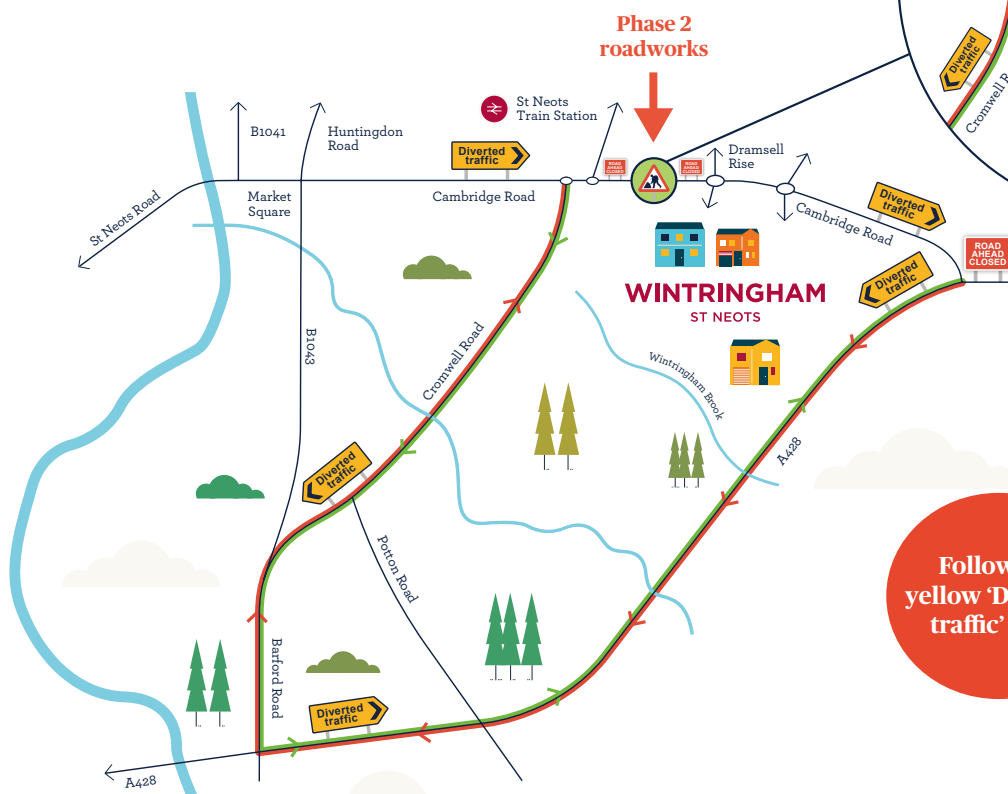 Phase 2
roadworks
Diverted
traffic
Cromwell R
St Neots
Train Station
B1041
Huntingdon
Road
Diverted
traffic
ROAD
AHEAD
CLOSED
ROAD
AHEAD
CLOSED
Dramsell
Rise
St Neots Road
Market
Square
Cambridge Road
Cambridge Road
Diverted
traffic
ROAD
AHEAD
CLOSED
Diverted
traffic
WINTRINGHAM
ST NEOTS
B1043
Cromwell Road
Wintringham Brook
A428
Diverted
traffic
Potton Road
Follow
yellow ‘D
traffic’
Barford Road
Diverted
traffic
A428